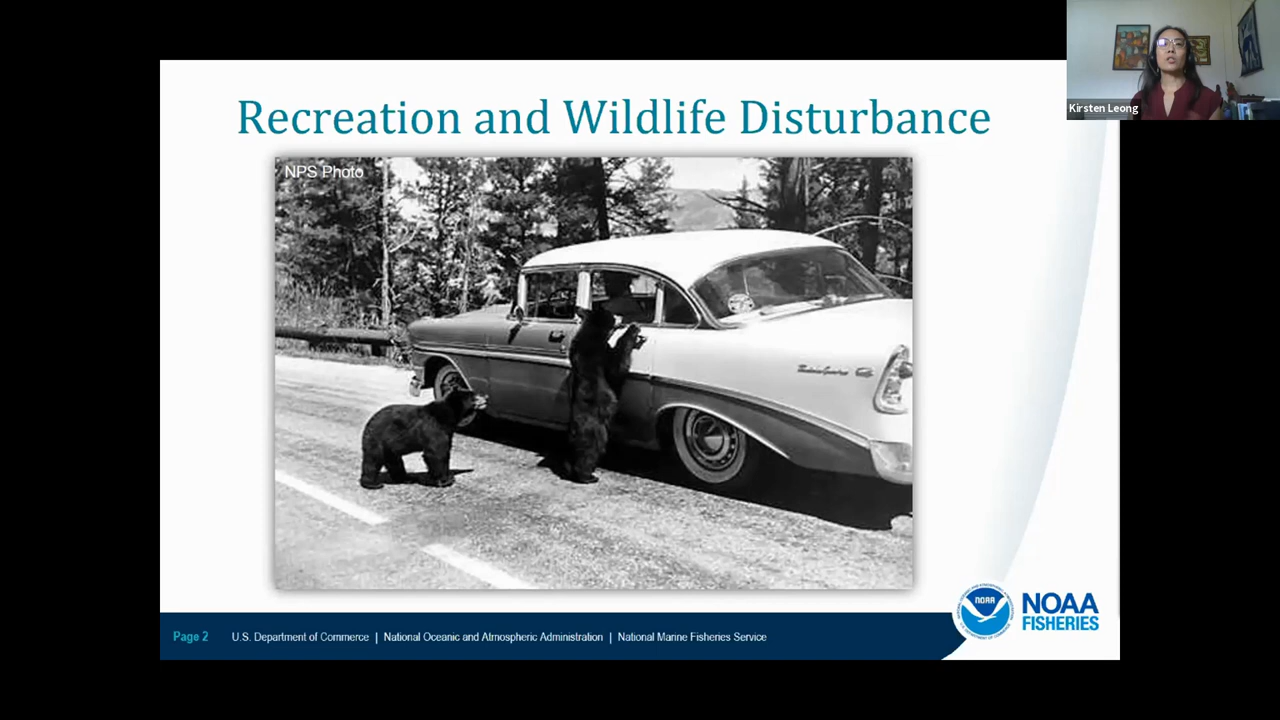 Kirsten Leong
Recreation and Wildlife Disturbance
NPS Photo
NOAA
NOAA
FISHERIES
Page 2 U.S. Department of Commerce | National Oceanic and Atmospheric Administration | National Marine Fisheries Service